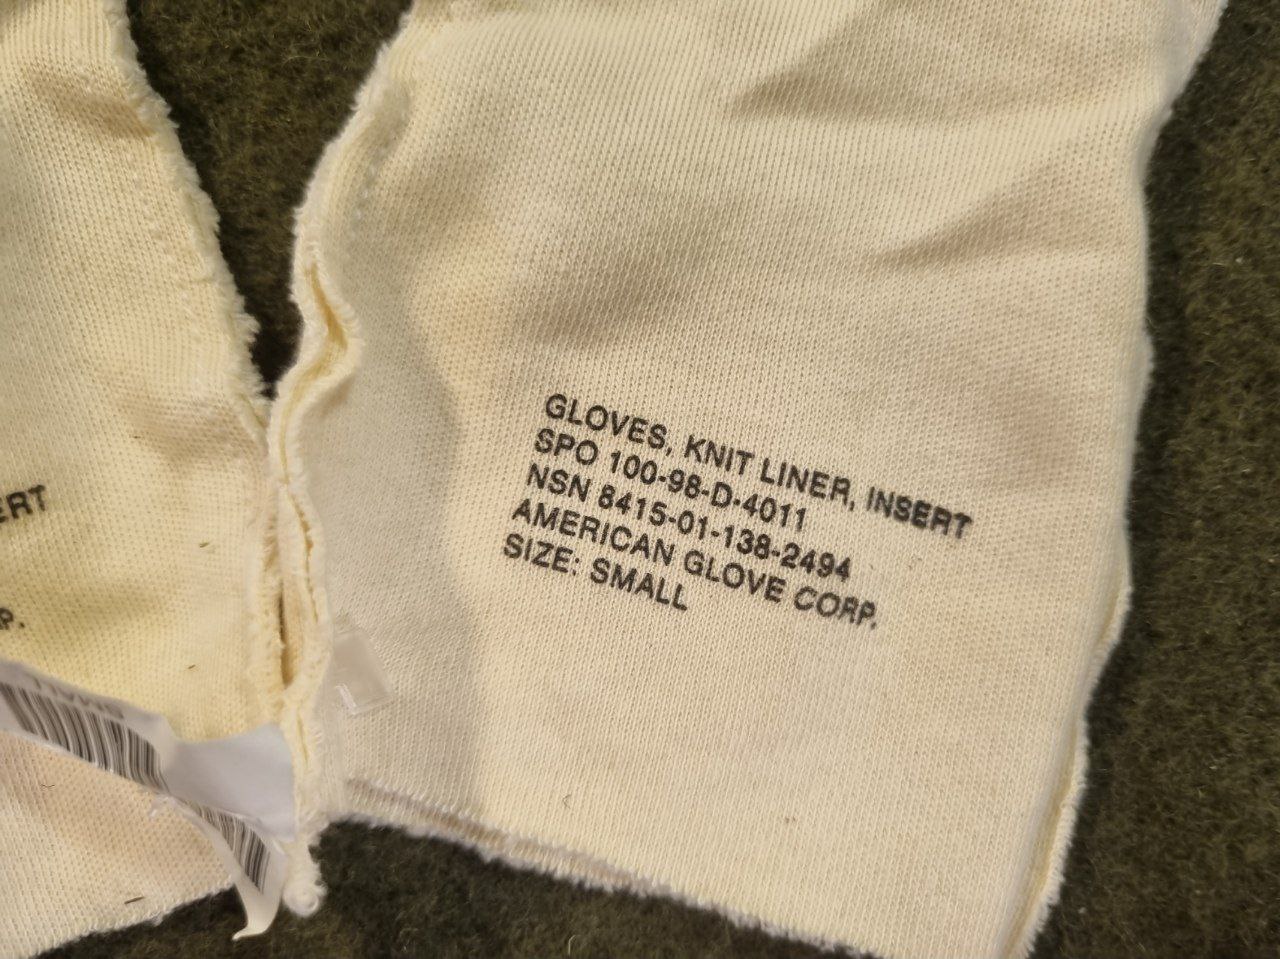 GLOVES, KNIT LINER, INSERT
SPO 100-98-D-4011
NSN 8415-01-138-2494
AMERICAN GLOVE CORP.
SIZE: SMALL
ERT
P.
SMALL